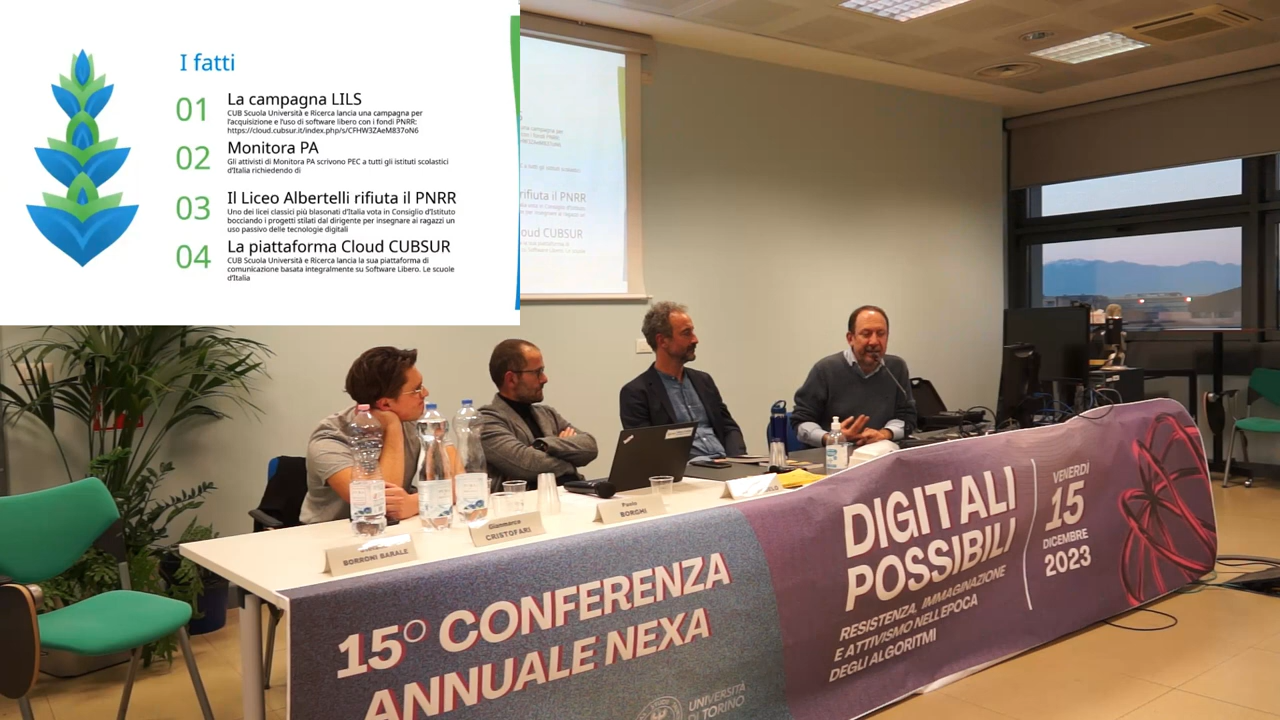 I fatti
01
La campagna LILS
CUB Scuola Università e Ricerca lancia una campagna per
l'acquisizione e l'uso di software libero con i fondi PNRR:
https://cloud.cubsur.it/index.php/s/CFHW3ZAeM837oN6
02
Monitora PA
Gli attivisti di Monitora PA scrivono PEC a tutti gli istituti scolastici
d'Italia richiedendo di
03
Il Liceo Albertelli rifiuta il PNRR
Uno dei licei classici più blasonati d'Italia vota in Consiglio d'Istituto
bocciando i progetti stilati dal dirigente per insegnare ai ragazzi un
uso passivo delle tecnologie digitali
04
La piattaforma Cloud CUBSUR
CUB Scuola Università e Ricerca lancia la sua piattaforma di
comunicazione basata integralmente su Software Libero. Le scuole
d'Italia
rifiuta il PNRR
oud CUBSUR
BORRONI BARALE
Gianmarco
CRISTOFARI
Paolo
BORGHI
15° CONFERENZA
ANNUALE NEXA
UNIVERSITÀ
DI TORINO
DIGITALI
POSSIBILI
RESISTENZA, IMMAGINAZIONE
E ATTIVISMO NELL'EPOCA
DEGLI ALGORITMI
VENERDÌ
15
DICEMBRE
2023